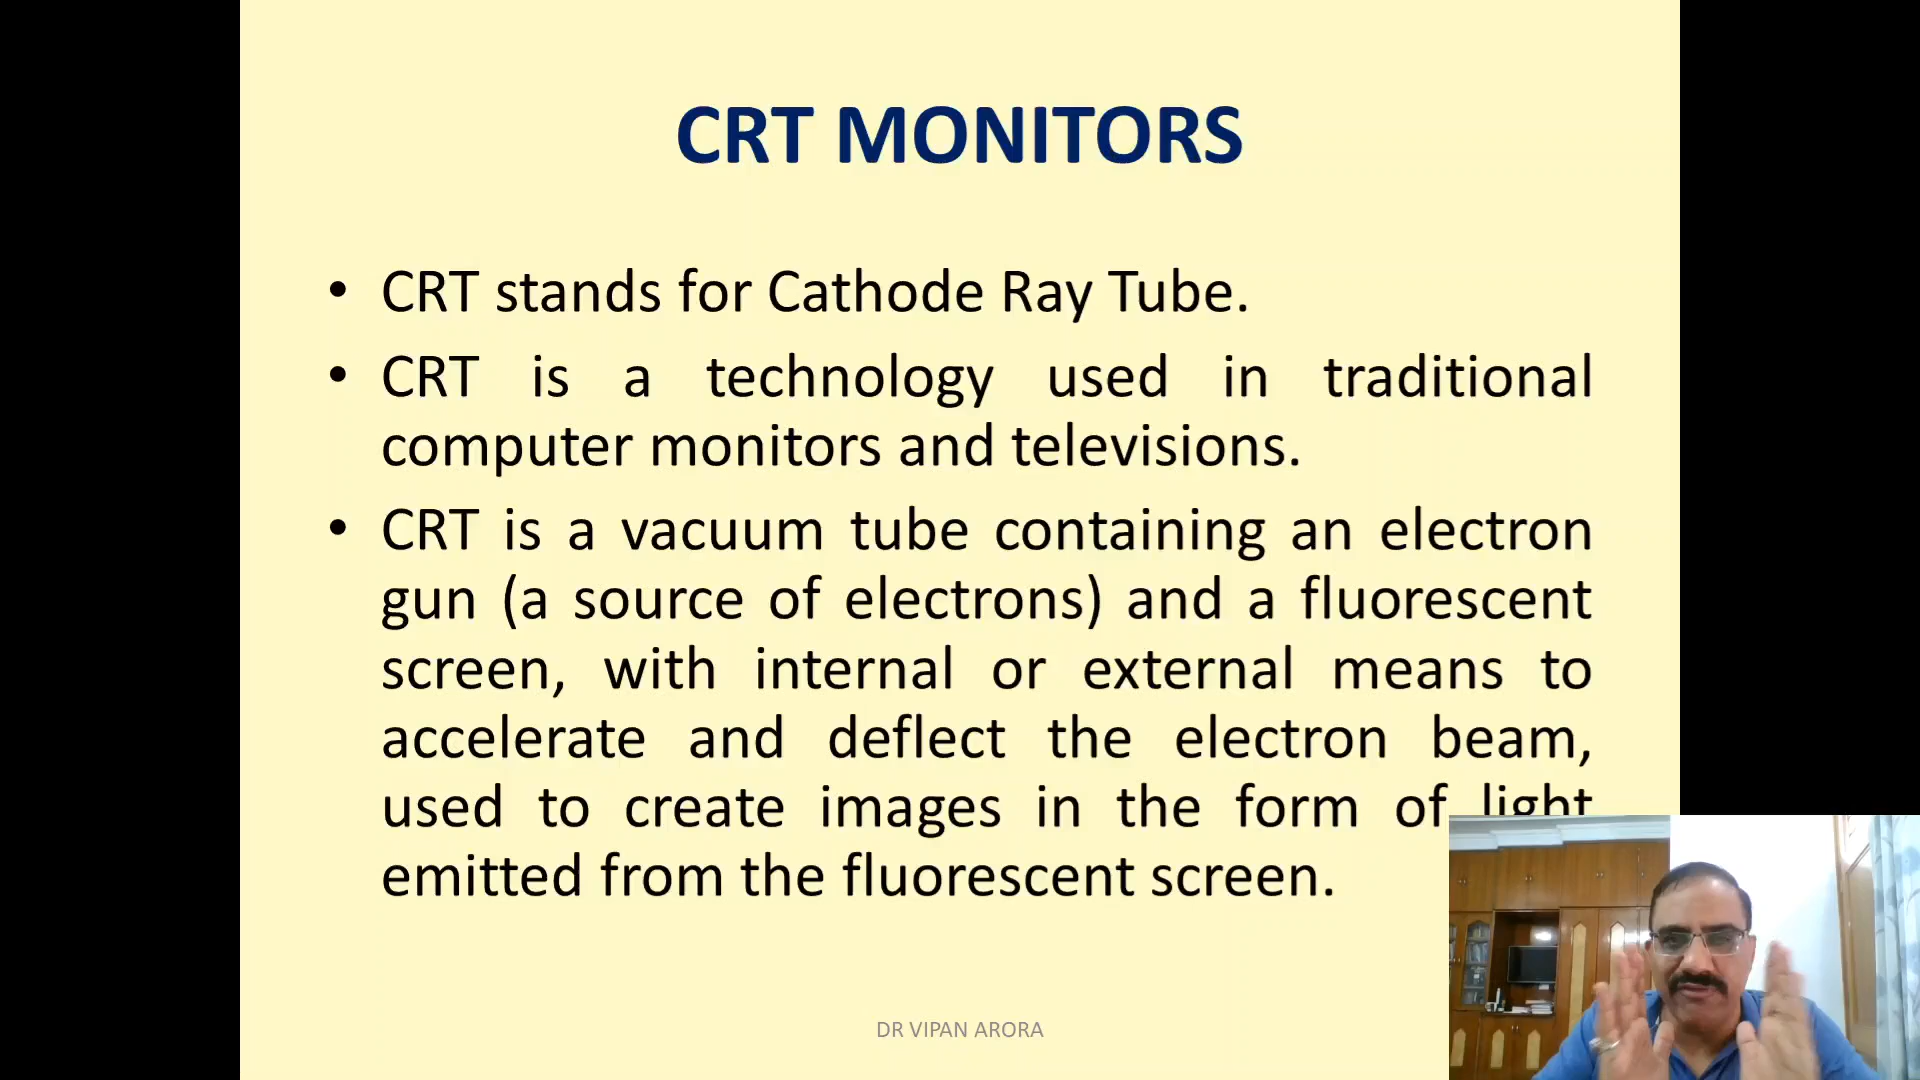 CRT MONITORS
• CRT stands for Cathode Ray Tube.
• CRT is a technology used in traditional
computer monitors and televisions.
• CRT is a vacuum tube containing an electron
gun (a source of electrons) and a fluorescent
screen, with internal or external means to
accelerate and deflect the electron beam,
used to create images in the form of light
emitted from the fluorescent screen.
DR VIPAN ARORA